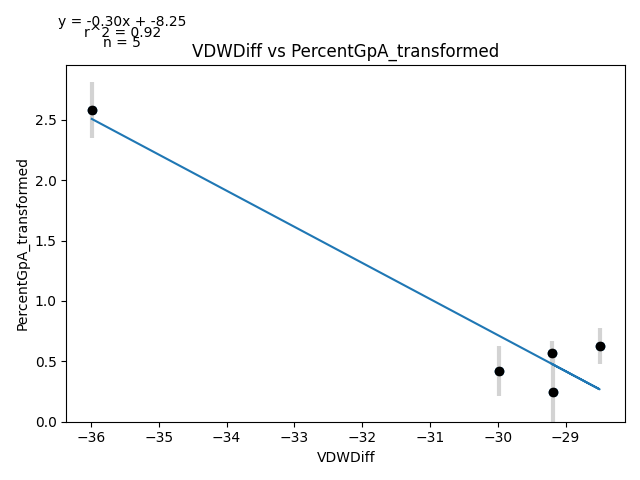 y = -0.30x + -8.25
r^2 = 0.92
n = 5
VDWDiff vs PercentGpA_transformed
PercentGpA_transformed
2.5
2.0
1.5
1.0
0.5
0.0
−36 −35 −34 −33 −32 −31 −30 −29
VDWDiff